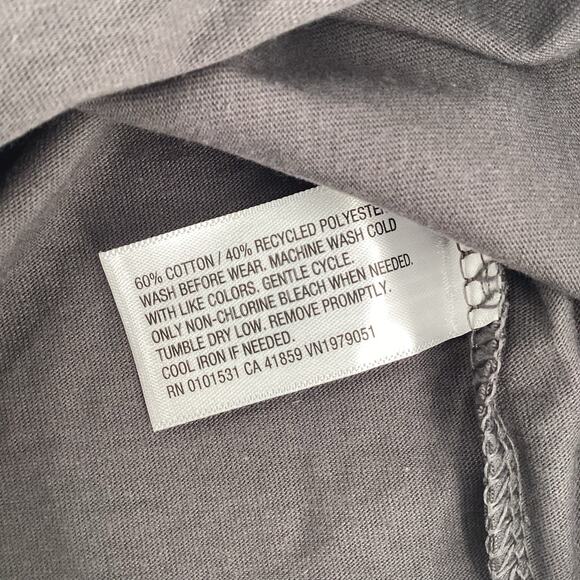 60% COTTON / 40% RECYCLED POLYESTER
WASH BEFORE WEAR. MACHINE WASH COLD
WITH LIKE COLORS. GENTLE CYCLE.
ONLY NON-CHLORINE BLEACH WHEN NEEDED.
TUMBLE DRY LOW. REMOVE PROMPTLY.
COOL IRON IF NEEDED.
RN 0101531 CA 41859 VN1979051